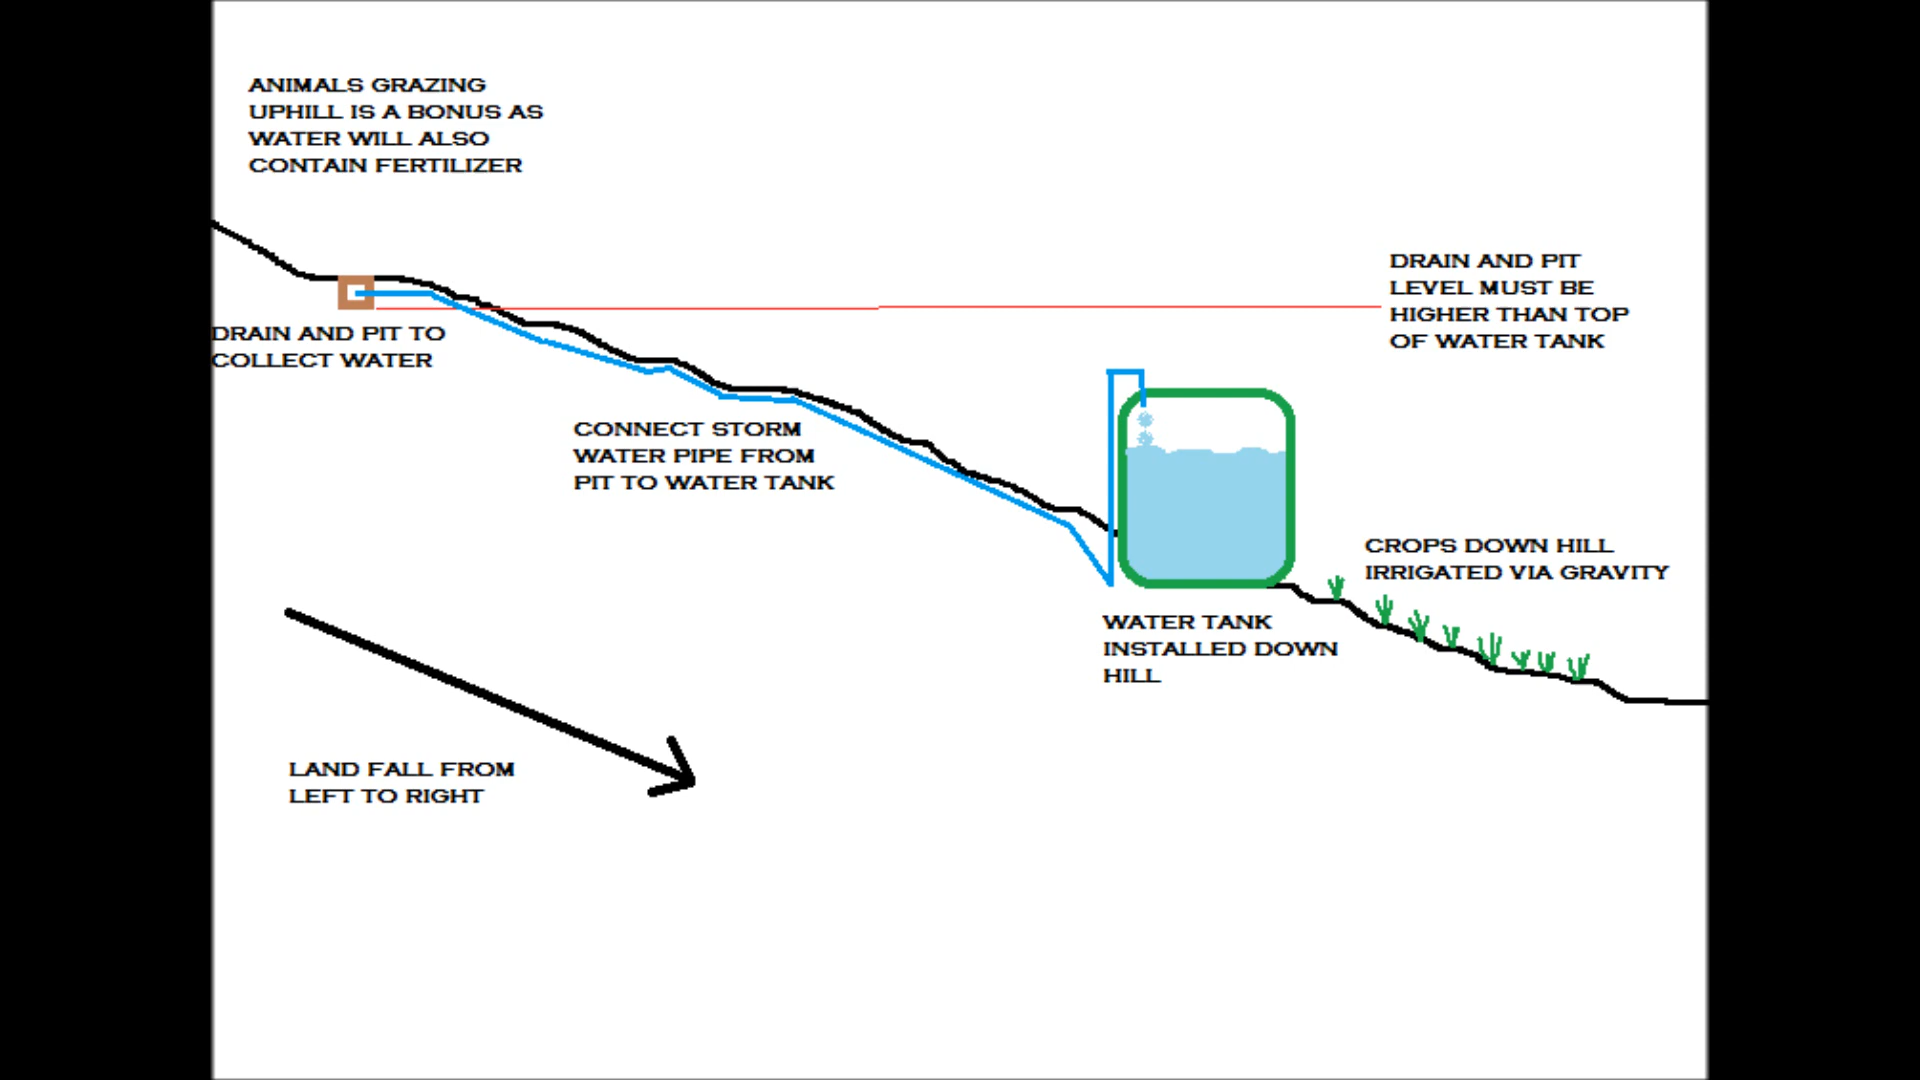 ANIMALS GRAZING
UPHILL IS A BONUS AS
WATER WILL ALSO
CONTAIN FERTILIZER
DRAIN AND PIT
LEVEL MUST BE
HIGHER THAN TOP
OF WATER TANK
DRAIN AND PIT TO
COLLECT WATER
CONNECT STORM
WATER PIPE FROM
PIT TO WATER TANK
CROPS DOWN HILL
IRRIGATED VIA GRAVITY
WATER TANK
INSTALLED DOWN
HILL
LAND FALL FROM
LEFT TO RIGHT